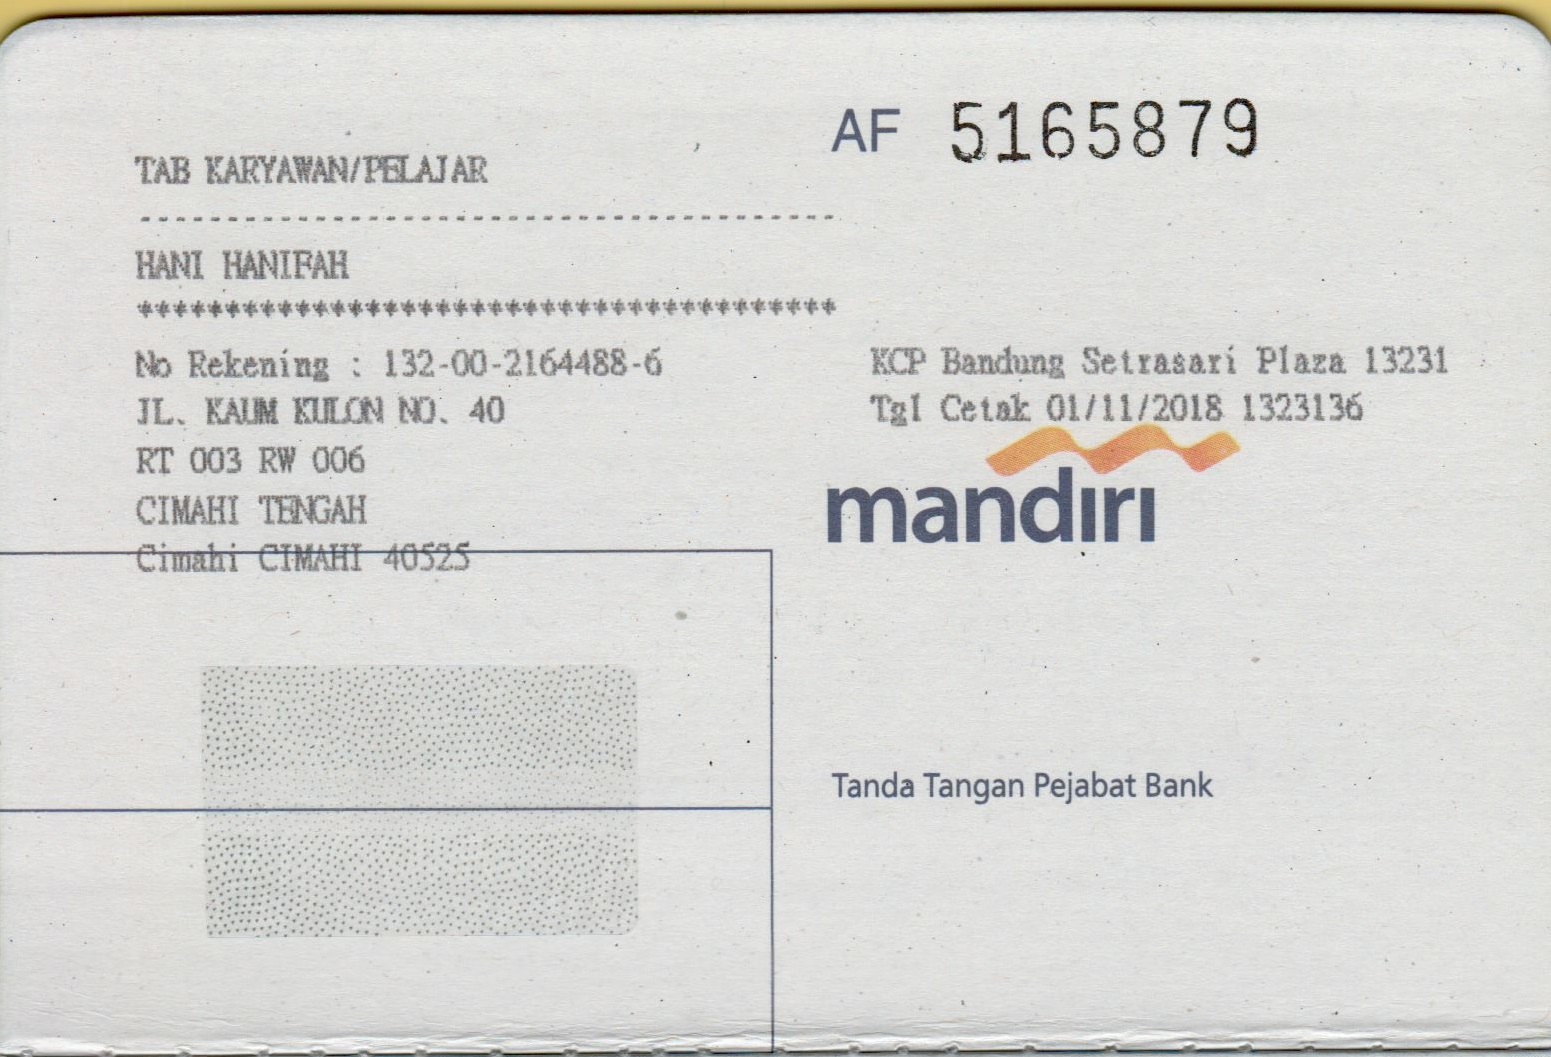 AF 5165879
TAB KARYAWAN/PELAJAR
----------------------------------------
HANI HANIFAH
****************************************
No Rekening : 132-00-2164488-6
JL. KAUM KULON NO. 40
RT 003 RW 006
CIMAHI TENGAH
Cimahi CIMAHI 40525
KCP Bandung Setrasari Plaza 13231
Tgl Cetak 01/11/2018 1323136
mandırı
Tanda Tangan Pejabat Bank